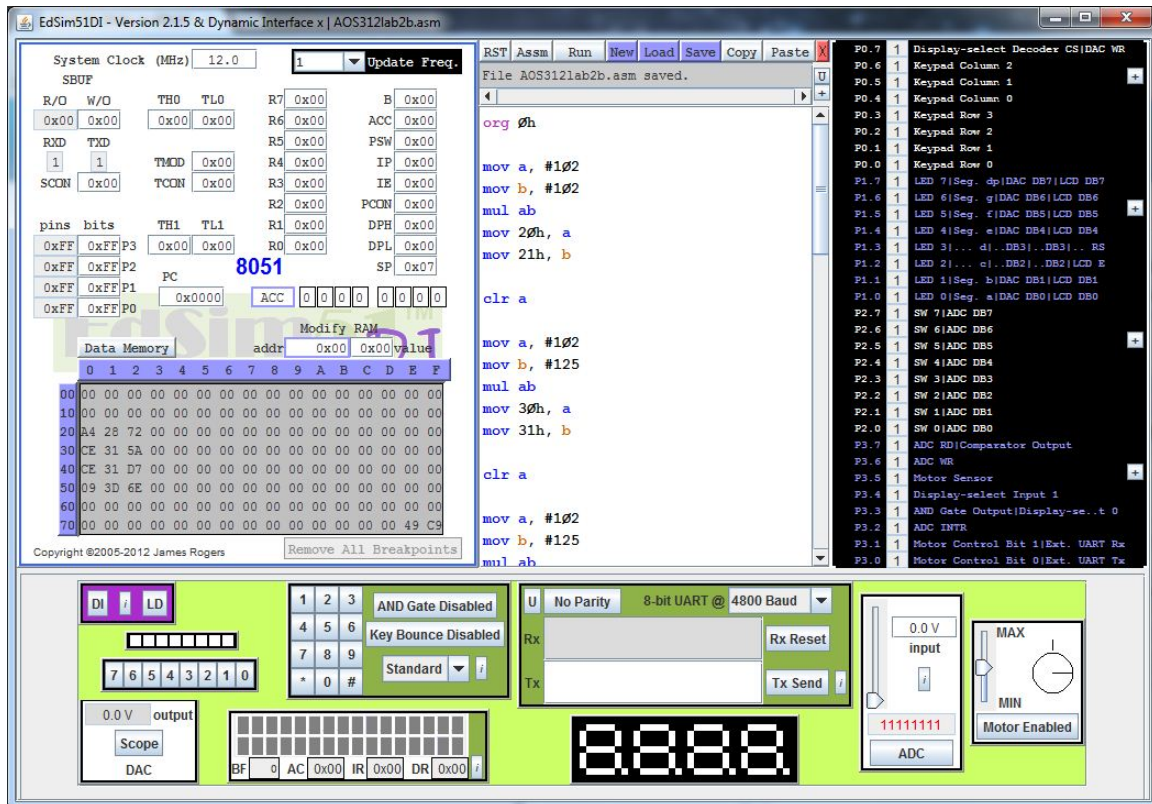 EdSim51DI - Version 2.1.5 & Dynamic Interface x | AOS312lab2b.asm
System Clock (MHz) 12.0 1 Update Freq.
SBUF
R/O W/O TH0 TL0 R7 0x00 B 0x00
0x00 0x00 0x00 0x00 R6 0x00 ACC 0x00
RXD TXD R5 0x00 PSW 0x00
1 1 TMOD 0x00 R4 0x00 IP 0x00
SCON 0x00 TCON 0x00 R3 0x00 IE 0x00
R2 0x00 PCON 0x00
pins bits TH1 TL1 R1 0x00 DPH 0x00
0xFF 0xFF P3 0x00 0x00 R0 0x00 DPL 0x00
0xFF 0xFF P2 PC 8051 SP 0x07
0xFF 0xFF P1 0x0000 ACC 0 0 0 0 0 0 0 0
0xFF 0xFF P0
EdSim51 TM
DI
Modify RAM
Data Memory addr 0x00 0x00 value
0 1 2 3 4 5 6 7 8 9 A B C D E F
00 00 00 00 00 00 00 00 00 00 00 00 00 00 00 00 00
10 00 00 00 00 00 00 00 00 00 00 00 00 00 00 00 00
20 A4 28 72 00 00 00 00 00 00 00 00 00 00 00 00 00
30 CE 31 5A 00 00 00 00 00 00 00 00 00 00 00 00 00
40 CE 31 D7 00 00 00 00 00 00 00 00 00 00 00 00 00
50 09 3D 6E 00 00 00 00 00 00 00 00 00 00 00 00 00
60 00 00 00 00 00 00 00 00 00 00 00 00 00 00 00 00
70 00 00 00 00 00 00 00 00 00 00 00 00 00 00 49 C9
Copyright ©2005-2012 James Rogers Remove All Breakpoints
RST Assm Run New Load Save Copy Paste X
File AOS312lab2b.asm saved. U
+
org Øh
mov a, #1Ø2
mov b, #1Ø2
mul ab
mov 2Øh, a
mov 21h, b
clr a
mov a, #1Ø2
mov b, #125
mul ab
mov 3Øh, a
mov 31h, b
clr a
mov a, #1Ø2
mov b, #125
mul ab
P0.7 1 Display-select Decoder CS|DAC WR
P0.6 1 Keypad Column 2
P0.5 1 Keypad Column 1
P0.4 1 Keypad Column 0
P0.3 1 Keypad Row 3
P0.2 1 Keypad Row 2
P0.1 1 Keypad Row 1
P0.0 1 Keypad Row 0
P1.7 1 LED 7|Seg. dp|DAC DB7|LCD DB7
P1.6 1 LED 6|Seg. g|DAC DB6|LCD DB6
P1.5 1 LED 5|Seg. f|DAC DB5|LCD DB5
P1.4 1 LED 4|Seg. e|DAC DB4|LCD DB4
P1.3 1 LED 3|... d|..DB3|..DB3|.. RS
P1.2 1 LED 2|... c|..DB2|..DB2|LCD E
P1.1 1 LED 1|Seg. b|DAC DB1|LCD DB1
P1.0 1 LED 0|Seg. a|DAC DB0|LCD DB0
P2.7 1 SW 7|ADC DB7
P2.6 1 SW 6|ADC DB6
P2.5 1 SW 5|ADC DB5
P2.4 1 SW 4|ADC DB4
P2.3 1 SW 3|ADC DB3
P2.2 1 SW 2|ADC DB2
P2.1 1 SW 1|ADC DB1
P2.0 1 SW 0|ADC DB0
P3.7 1 ADC RD|Comparator Output
P3.6 1 ADC WR
P3.5 1 Motor Sensor
P3.4 1 Display-select Input 1
P3.3 1 AND Gate Output|Display-se..t 0
P3.2 1 ADC INTR
P3.1 1 Motor Control Bit 1|Ext. UART Rx
P3.0 1 Motor Control Bit 0|Ext. UART Tx
DI i LD
7 6 5 4 3 2 1 0
0.0 V output
Scope
DAC
1 2 3 AND Gate Disabled
4 5 6 Key Bounce Disabled
7 8 9
* 0 # Standard i
BF 0 AC 0x00 IR 0x00 DR 0x00 i
U No Parity 8-bit UART @ 4800 Baud
Rx Rx Reset
Tx Tx Send i
8.8.8.8.
0.0 V
input
i
11111111
ADC
MAX
MIN
Motor Enabled